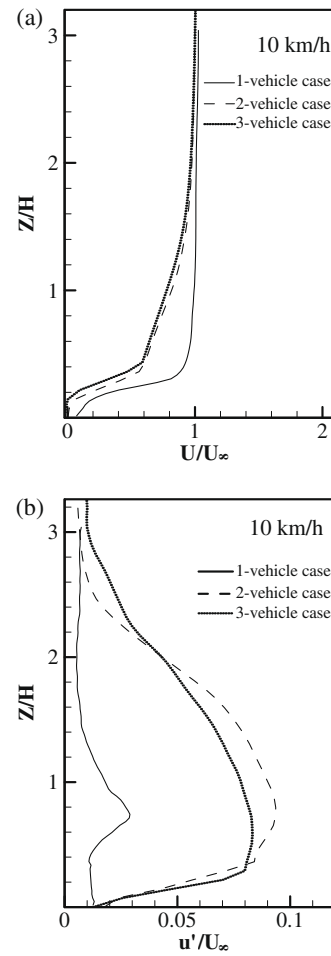 (a)
10 km/h
1-vehicle case
2-vehicle case
3-vehicle case
3
2
1
Z/H
0
1
2
U/U∞
(b)
10 km/h
1-vehicle case
2-vehicle case
3-vehicle case
3
2
1
Z/H
0
0.05
0.1
u'/U∞